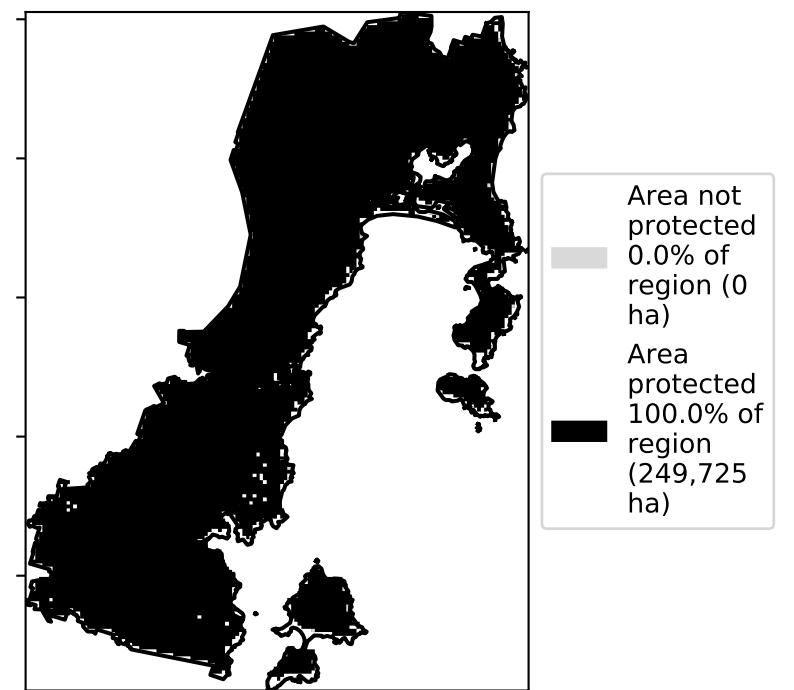 Area not
protected
0.0% of
region (0
ha)
Area
protected
100.0% of
region
(249,725
ha)